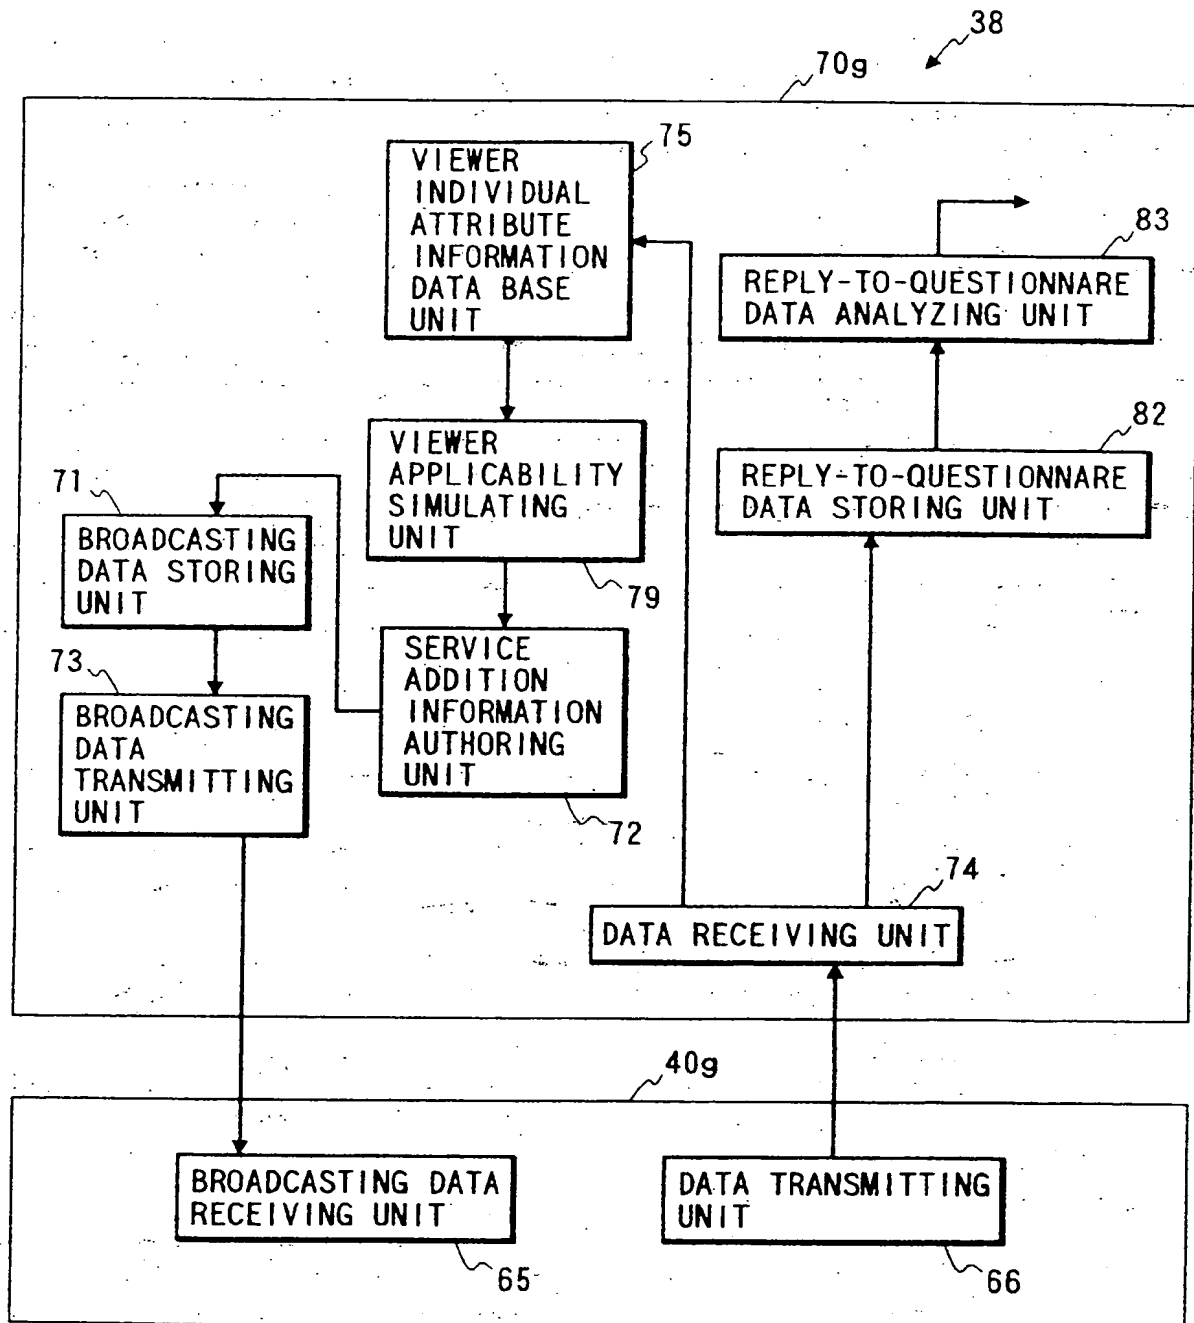 38
70g
75
VIEWER
INDIVIDUAL
ATTRIBUTE
INFORMATION
DATA BASE
UNIT
83
REPLY-TO-QUESTIONNARE
DATA ANALYZING UNIT
82
REPLY-TO-QUESTIONNARE
DATA STORING UNIT
VIEWER
APPLICABILITY
SIMULATING
UNIT
79
71
BROADCASTING
DATA STORING
UNIT
73
BROADCASTING
DATA
TRANSMITTING
UNIT
SERVICE
ADDITION
INFORMATION
AUTHORING
UNIT
72
74
DATA RECEIVING UNIT
40g
BROADCASTING DATA
RECEIVING UNIT
65
DATA TRANSMITTING
UNIT
66